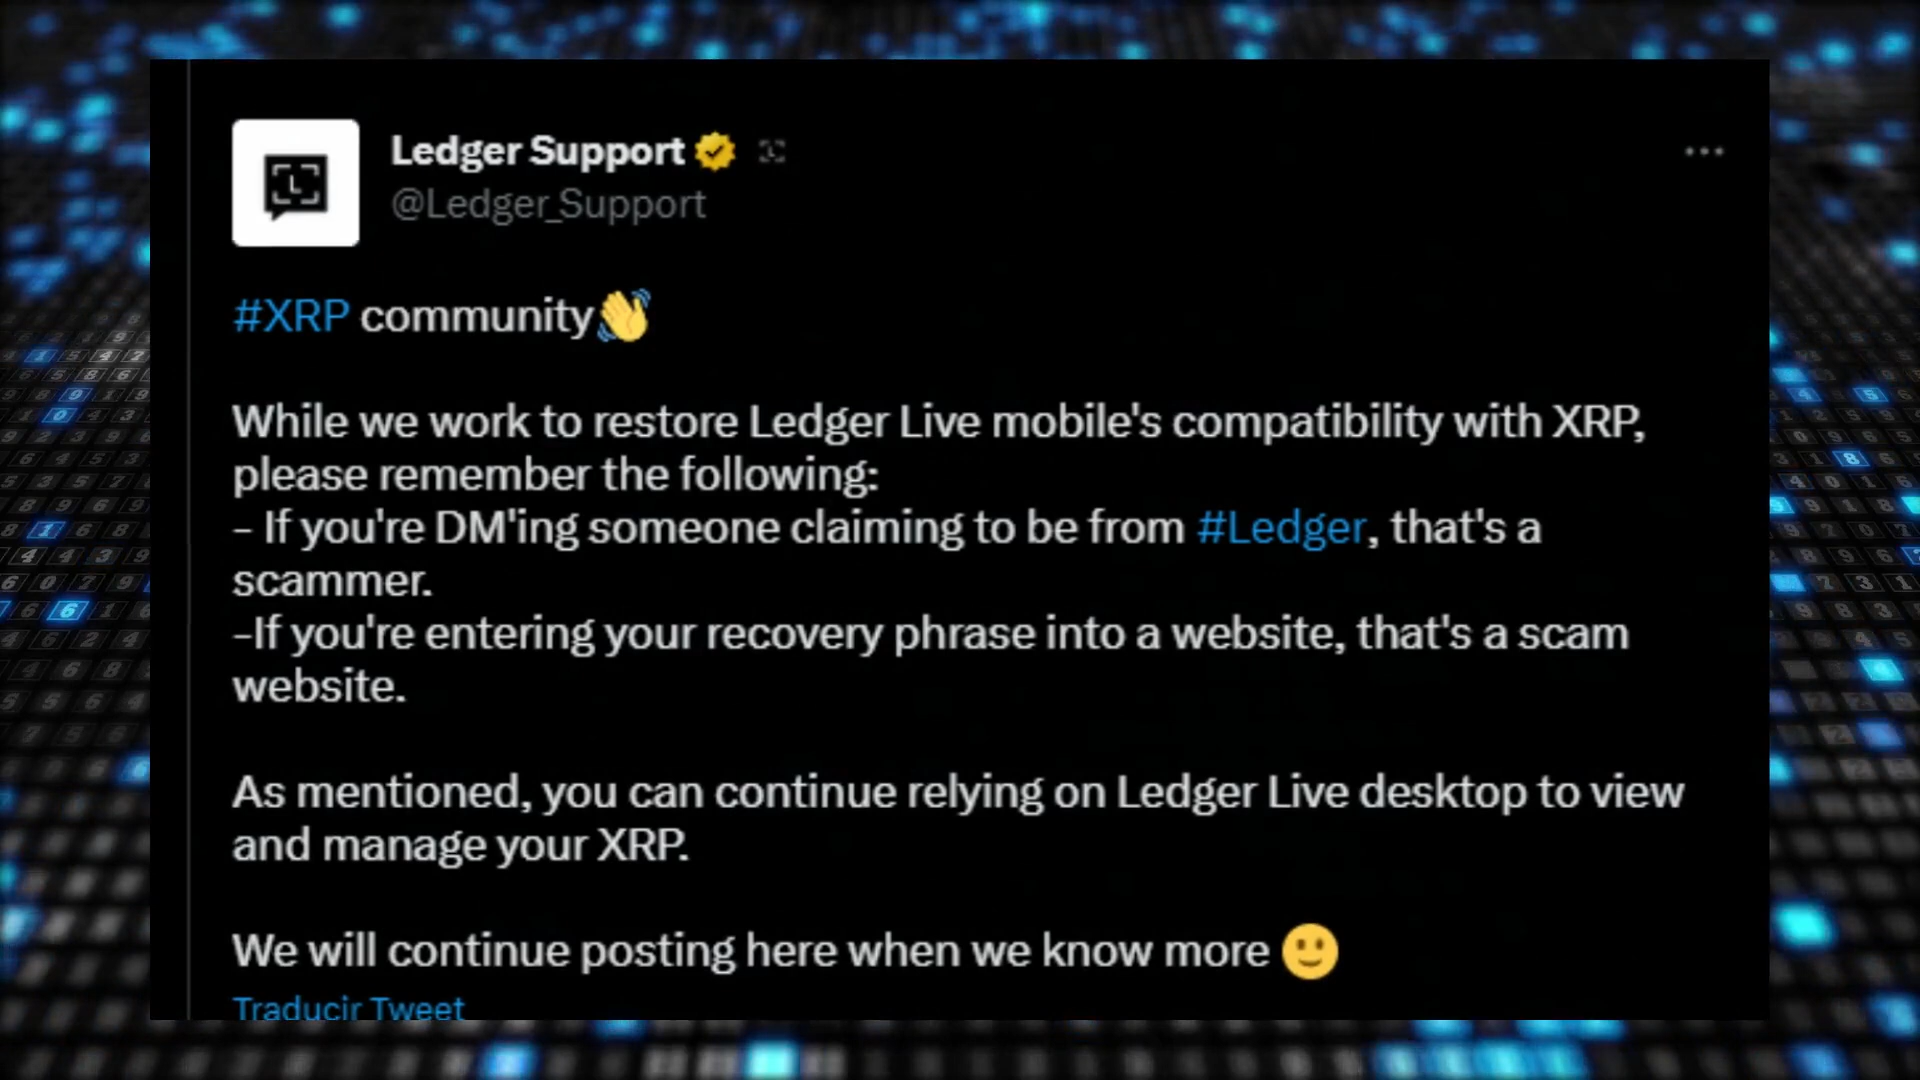 Ledger Support
@Ledger_Support
#XRP community👋
While we work to restore Ledger Live mobile's compatibility with XRP,
please remember the following:
- If you're DM'ing someone claiming to be from #Ledger, that's a
scammer.
-If you're entering your recovery phrase into a website, that's a scam
website.
As mentioned, you can continue relying on Ledger Live desktop to view
and manage your XRP.
We will continue posting here when we know more 🙂
Traducir Tweet